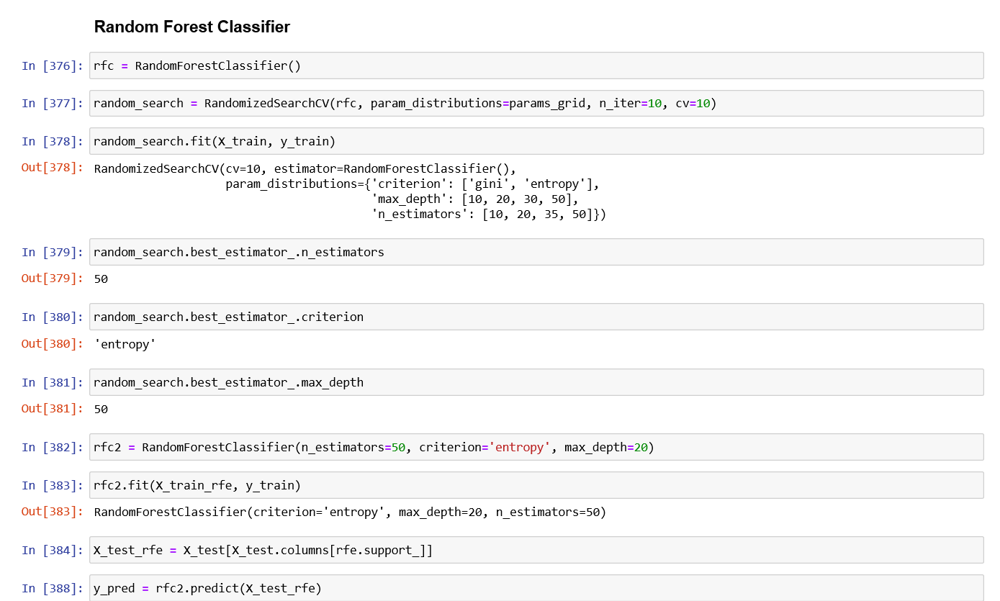 Random Forest Classifier
In [376]: rfc = RandomForestClassifier()
In [377]: random_search = RandomizedSearchCV(rfc, param_distributions=params_grid, n_iter=10, cv=10)
In [378]: random_search.fit(X_train, y_train)
Out[378]: RandomizedSearchCV(cv=10, estimator=RandomForestClassifier(),
param_distributions={'criterion': ['gini', 'entropy'],
'max_depth': [10, 20, 30, 50],
'n_estimators': [10, 20, 35, 50]})
In [379]: random_search.best_estimator_.n_estimators
Out[379]: 50
In [380]: random_search.best_estimator_.criterion
Out[380]: 'entropy'
In [381]: random_search.best_estimator_.max_depth
Out[381]: 50
In [382]: rfc2 = RandomForestClassifier(n_estimators=50, criterion='entropy', max_depth=20)
In [383]: rfc2.fit(X_train_rfe, y_train)
Out[383]: RandomForestClassifier(criterion='entropy', max_depth=20, n_estimators=50)
In [384]: X_test_rfe = X_test[X_test.columns[rfe.support_]]
In [388]: y_pred = rfc2.predict(X_test_rfe)